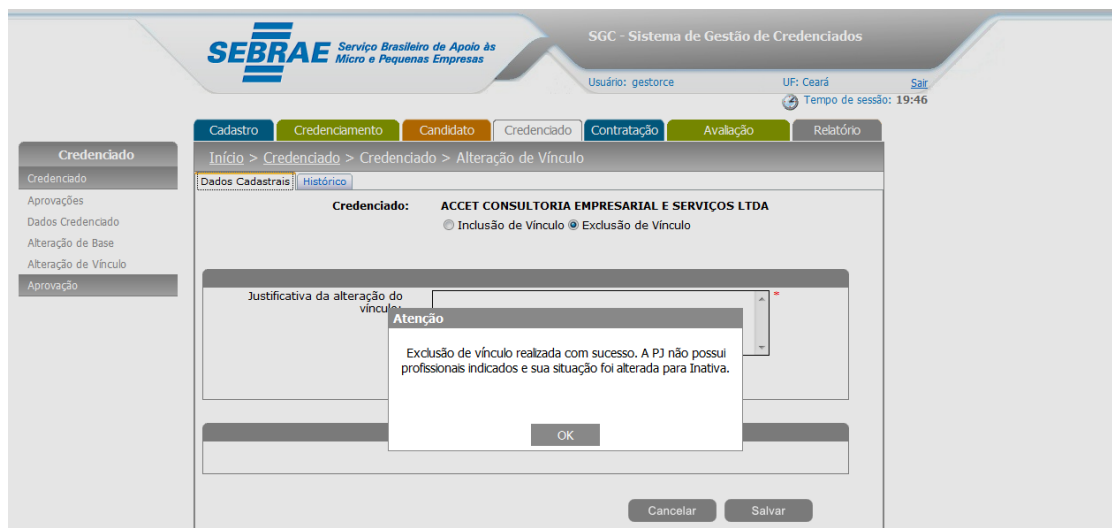 SEBRAE Serviço Brasileiro de Apoio às
Micro e Pequenas Empresas
SGC - Sistema de Gestão de Credenciados
Usuário: gestorce UF: Ceará Sair
Tempo de sessão: 19:46
Cadastro Credenciamento Candidato Credenciado Contratação Avaliação Relatório
Credenciado
Credenciado
Aprovações
Dados Credenciado
Alteração de Base
Alteração de Vínculo
Aprovação
Início > Credenciado > Credenciado > Alteração de Vínculo
Dados Cadastrais Histórico
Credenciado: ACCET CONSULTORIA EMPRESARIAL E SERVIÇOS LTDA
Inclusão de Vínculo Exclusão de Vínculo
Justificativa da alteração do
vínculo: *
Atenção
Exclusão de vínculo realizada com sucesso. A PJ não possui
profissionais indicados e sua situação foi alterada para Inativa.
OK
Cancelar Salvar